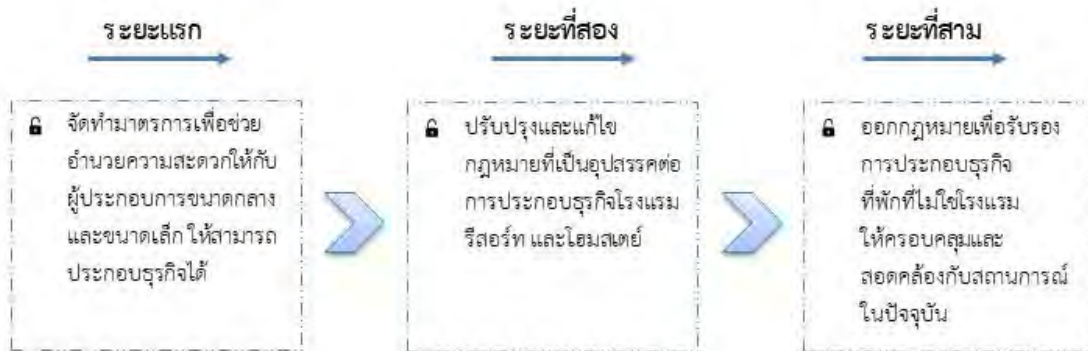 ระยะแรก
จัดทำมาตรการเพื่อช่วย
อำนวยความสะดวกให้กับ
ผู้ประกอบการขนาดกลาง
และขนาดเล็ก ให้สามารถ
ประกอบธุรกิจได้
ระยะที่สอง
ปรับปรุงและแก้ไข
กฎหมายที่เป็นอุปสรรคต่อ
การประกอบธุรกิจโรงแรม
รีสอร์ท และโฮมสเตย์
ระยะที่สาม
ออกกฎหมายเพื่อรับรอง
การประกอบธุรกิจ
ที่พักที่ไม่ใช่โรงแรม
ให้ครอบคลุมและ
สอดคล้องกับสถานการณ์
ในปัจจุบัน